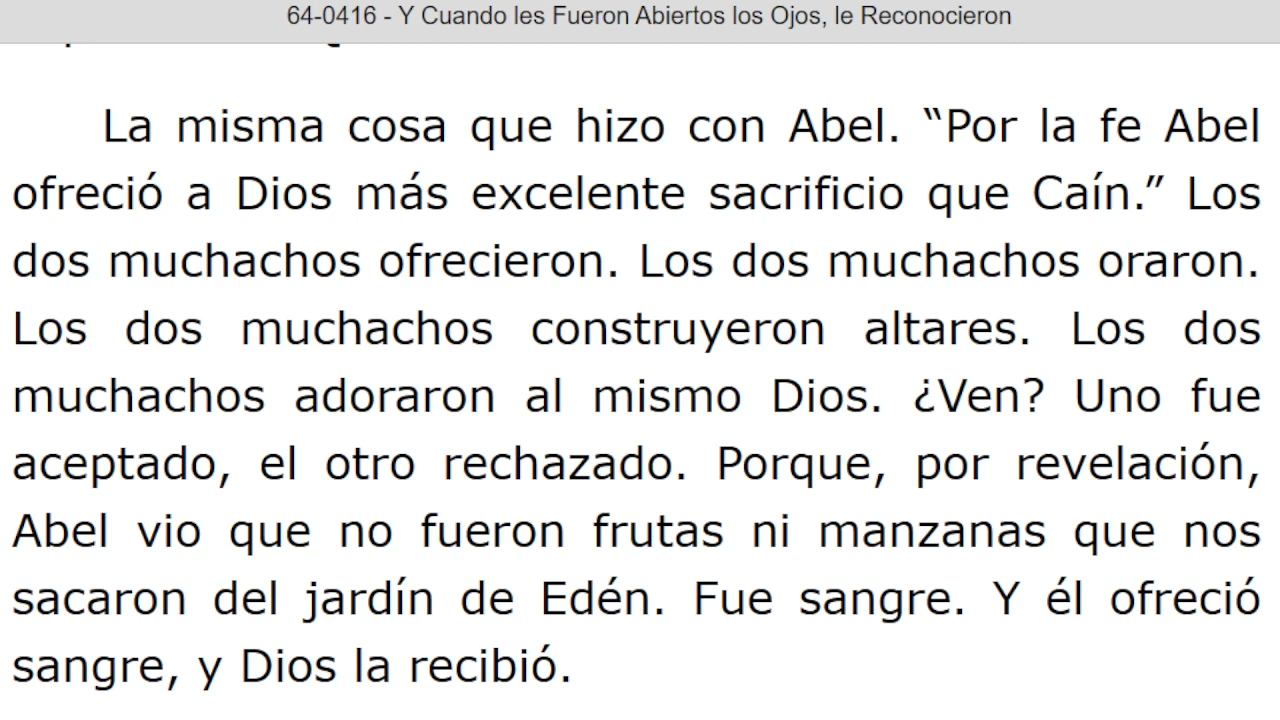 64-0416 - Y Cuando les Fueron Abiertos los Ojos, le Reconocieron
La misma cosa que hizo con Abel. “Por la fe Abel
ofreció a Dios más excelente sacrificio que Caín.” Los
dos muchachos ofrecieron. Los dos muchachos oraron.
Los dos muchachos construyeron altares. Los dos
muchachos adoraron al mismo Dios. ¿Ven? Uno fue
aceptado, el otro rechazado. Porque, por revelación,
Abel vio que no fueron frutas ni manzanas que nos
sacaron del jardín de Edén. Fue sangre. Y él ofreció
sangre, y Dios la recibió.